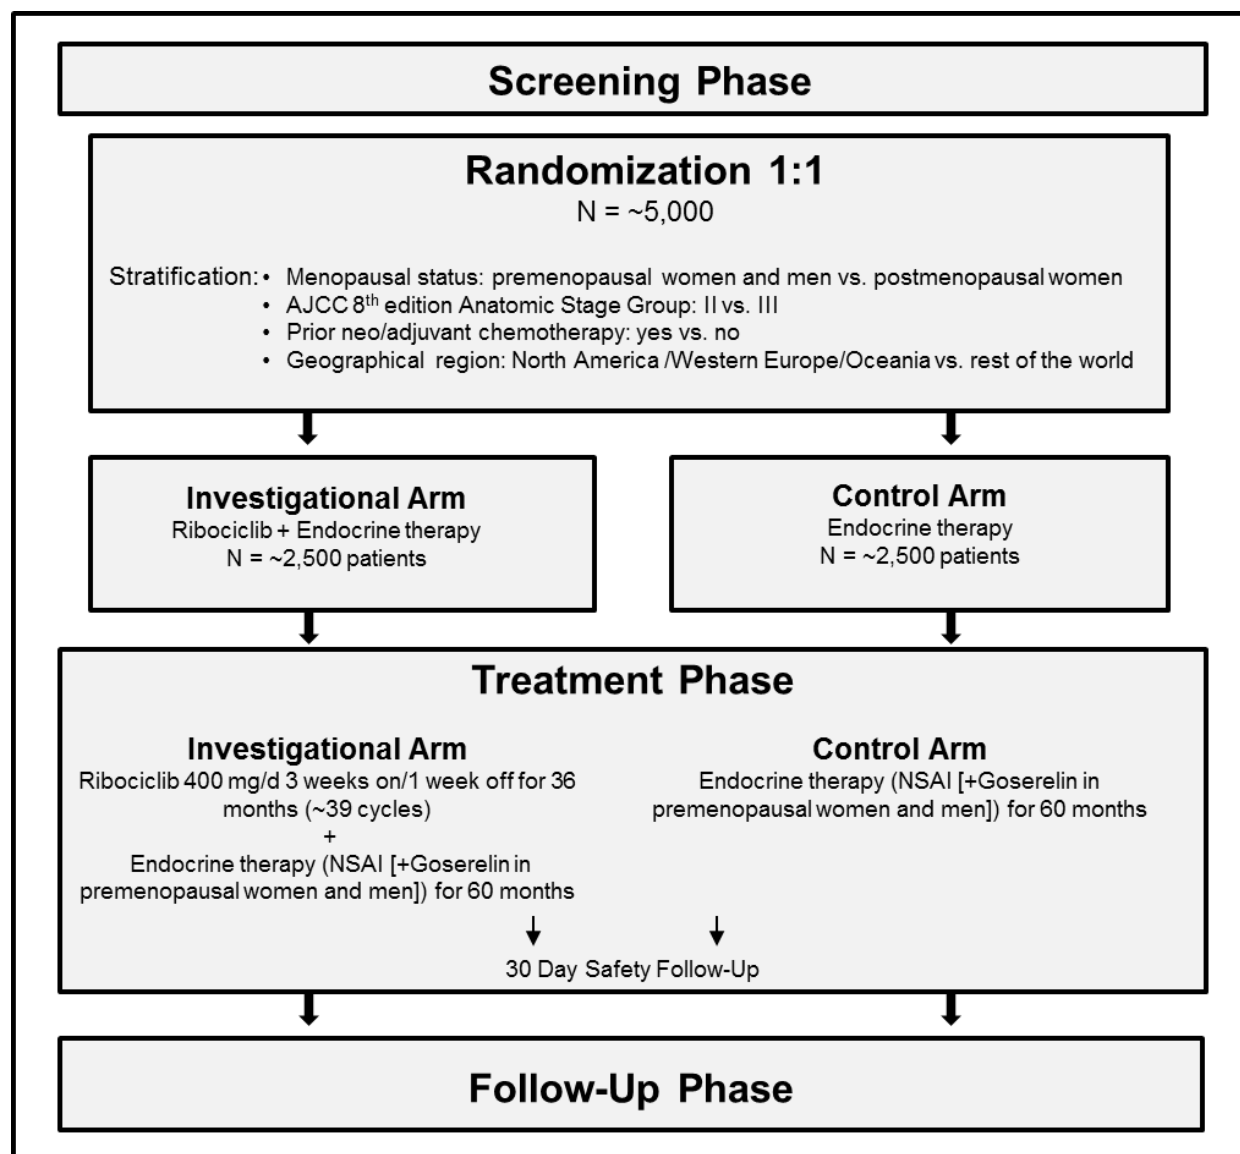 Screening Phase
Randomization 1:1
N = ~5,000
Stratification: • Menopausal status: premenopausal women and men vs. postmenopausal women
• AJCC 8th edition Anatomic Stage Group: II vs. III
• Prior neo/adjuvant chemotherapy: yes vs. no
• Geographical region: North America /Western Europe/Oceania vs. rest of the world
Investigational Arm
Ribociclib + Endocrine therapy
N = ~2,500 patients
Control Arm
Endocrine therapy
N = ~2,500 patients
Treatment Phase
Investigational Arm
Ribociclib 400 mg/d 3 weeks on/1 week off for 36
months (~39 cycles)
+
Endocrine therapy (NSAI [+Goserelin in
premenopausal women and men]) for 60 months
Control Arm
Endocrine therapy (NSAI [+Goserelin in
premenopausal women and men]) for 60 months
30 Day Safety Follow-Up
Follow-Up Phase